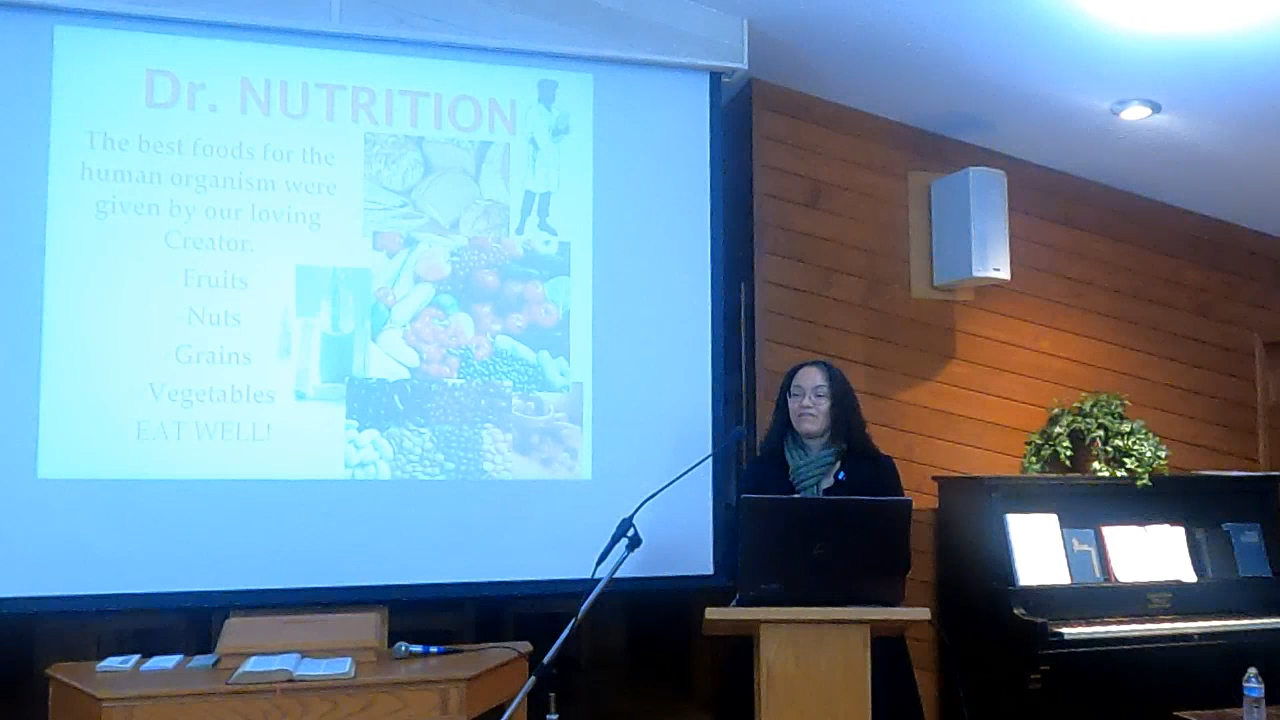 Dr. NUTRITION
The best foods for the
human organism were
given by our loving
Creator.
-Fruits
-Nuts
-Grains
Vegetables
EAT WELL!